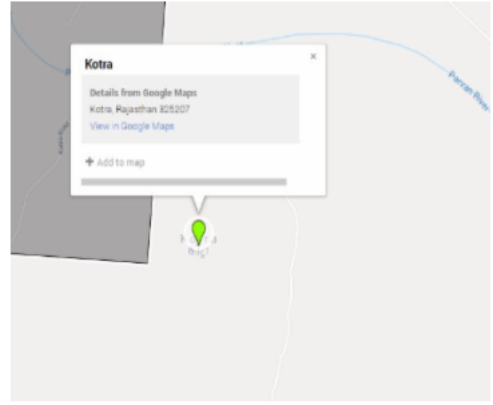 Kotra
×
Details from Google Maps
Kotra, Rajasthan 325207
View in Google Maps
+ Add to map
Parvan River